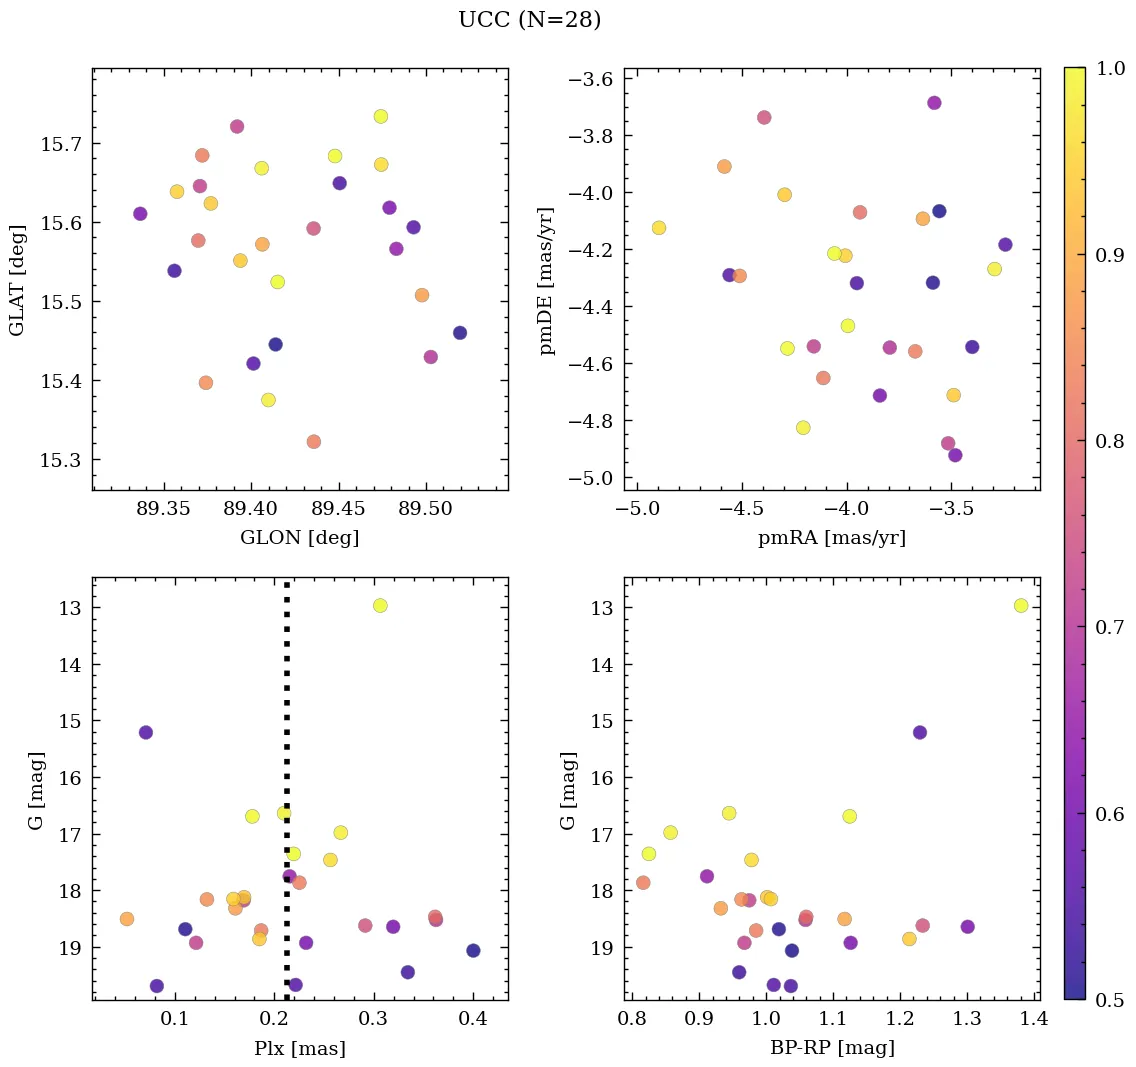 UCC (N=28)
15.7
15.6
15.5
15.4
15.3
GLAT [deg]
89.35 89.40 89.45 89.50
GLON [deg]
−3.6
−3.8
−4.0
−4.2
−4.4
−4.6
−4.8
−5.0
pmDE [mas/yr]
−5.0 −4.5 −4.0 −3.5
pmRA [mas/yr]
13
14
15
16
17
18
19
G [mag]
0.1 0.2 0.3 0.4
Plx [mas]
13
14
15
16
17
18
19
G [mag]
0.8 0.9 1.0 1.1 1.2 1.3 1.4
BP-RP [mag]
1.0
0.9
0.8
0.7
0.6
0.5